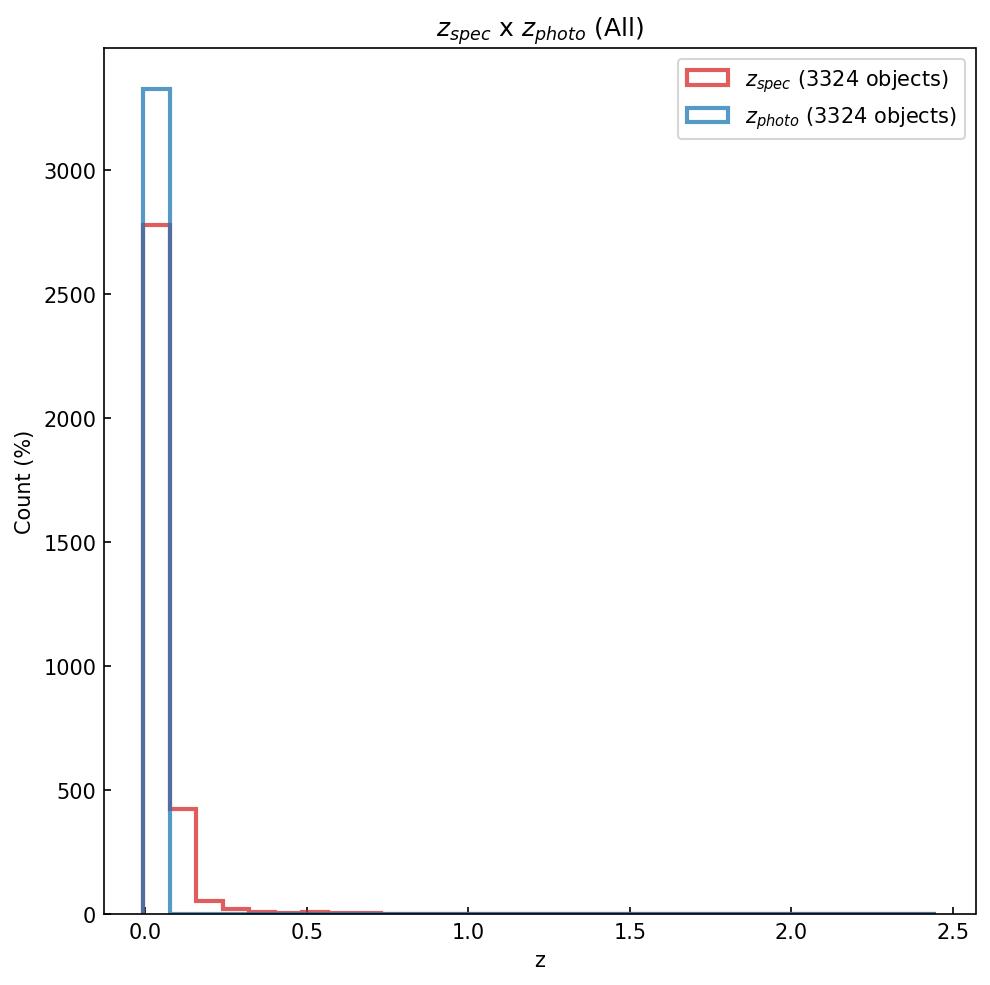 z_spec x z_photo (All)
z_spec (3324 objects)
z_photo (3324 objects)
Count (%)
3000
2500
2000
1500
1000
500
0
0.0 0.5 1.0 1.5 2.0 2.5
z